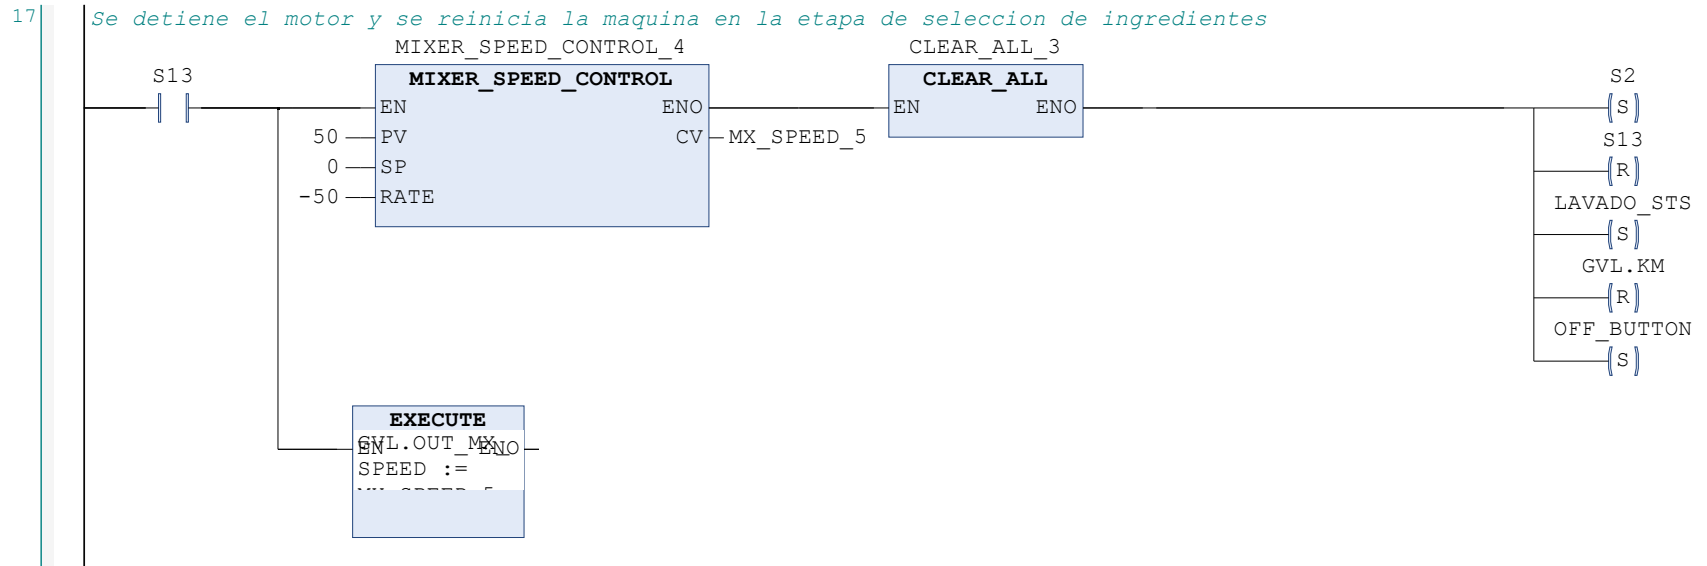 17
Se detiene el motor y se reinicia la maquina en la etapa de seleccion de ingredientes
MIXER_SPEED_CONTROL_4
CLEAR_ALL_3
S13
MIXER_SPEED_CONTROL
CLEAR_ALL
S2
EN
ENO
EN
ENO
S
50
PV
CV
MX_SPEED_5
S13
0
SP
R
-50
RATE
LAVADO_STS
S
GVL.KM
R
OFF_BUTTON
S
EXECUTE
EN
GVL.OUT_MX_
ENO
SPEED :=
MX_SPEED_5